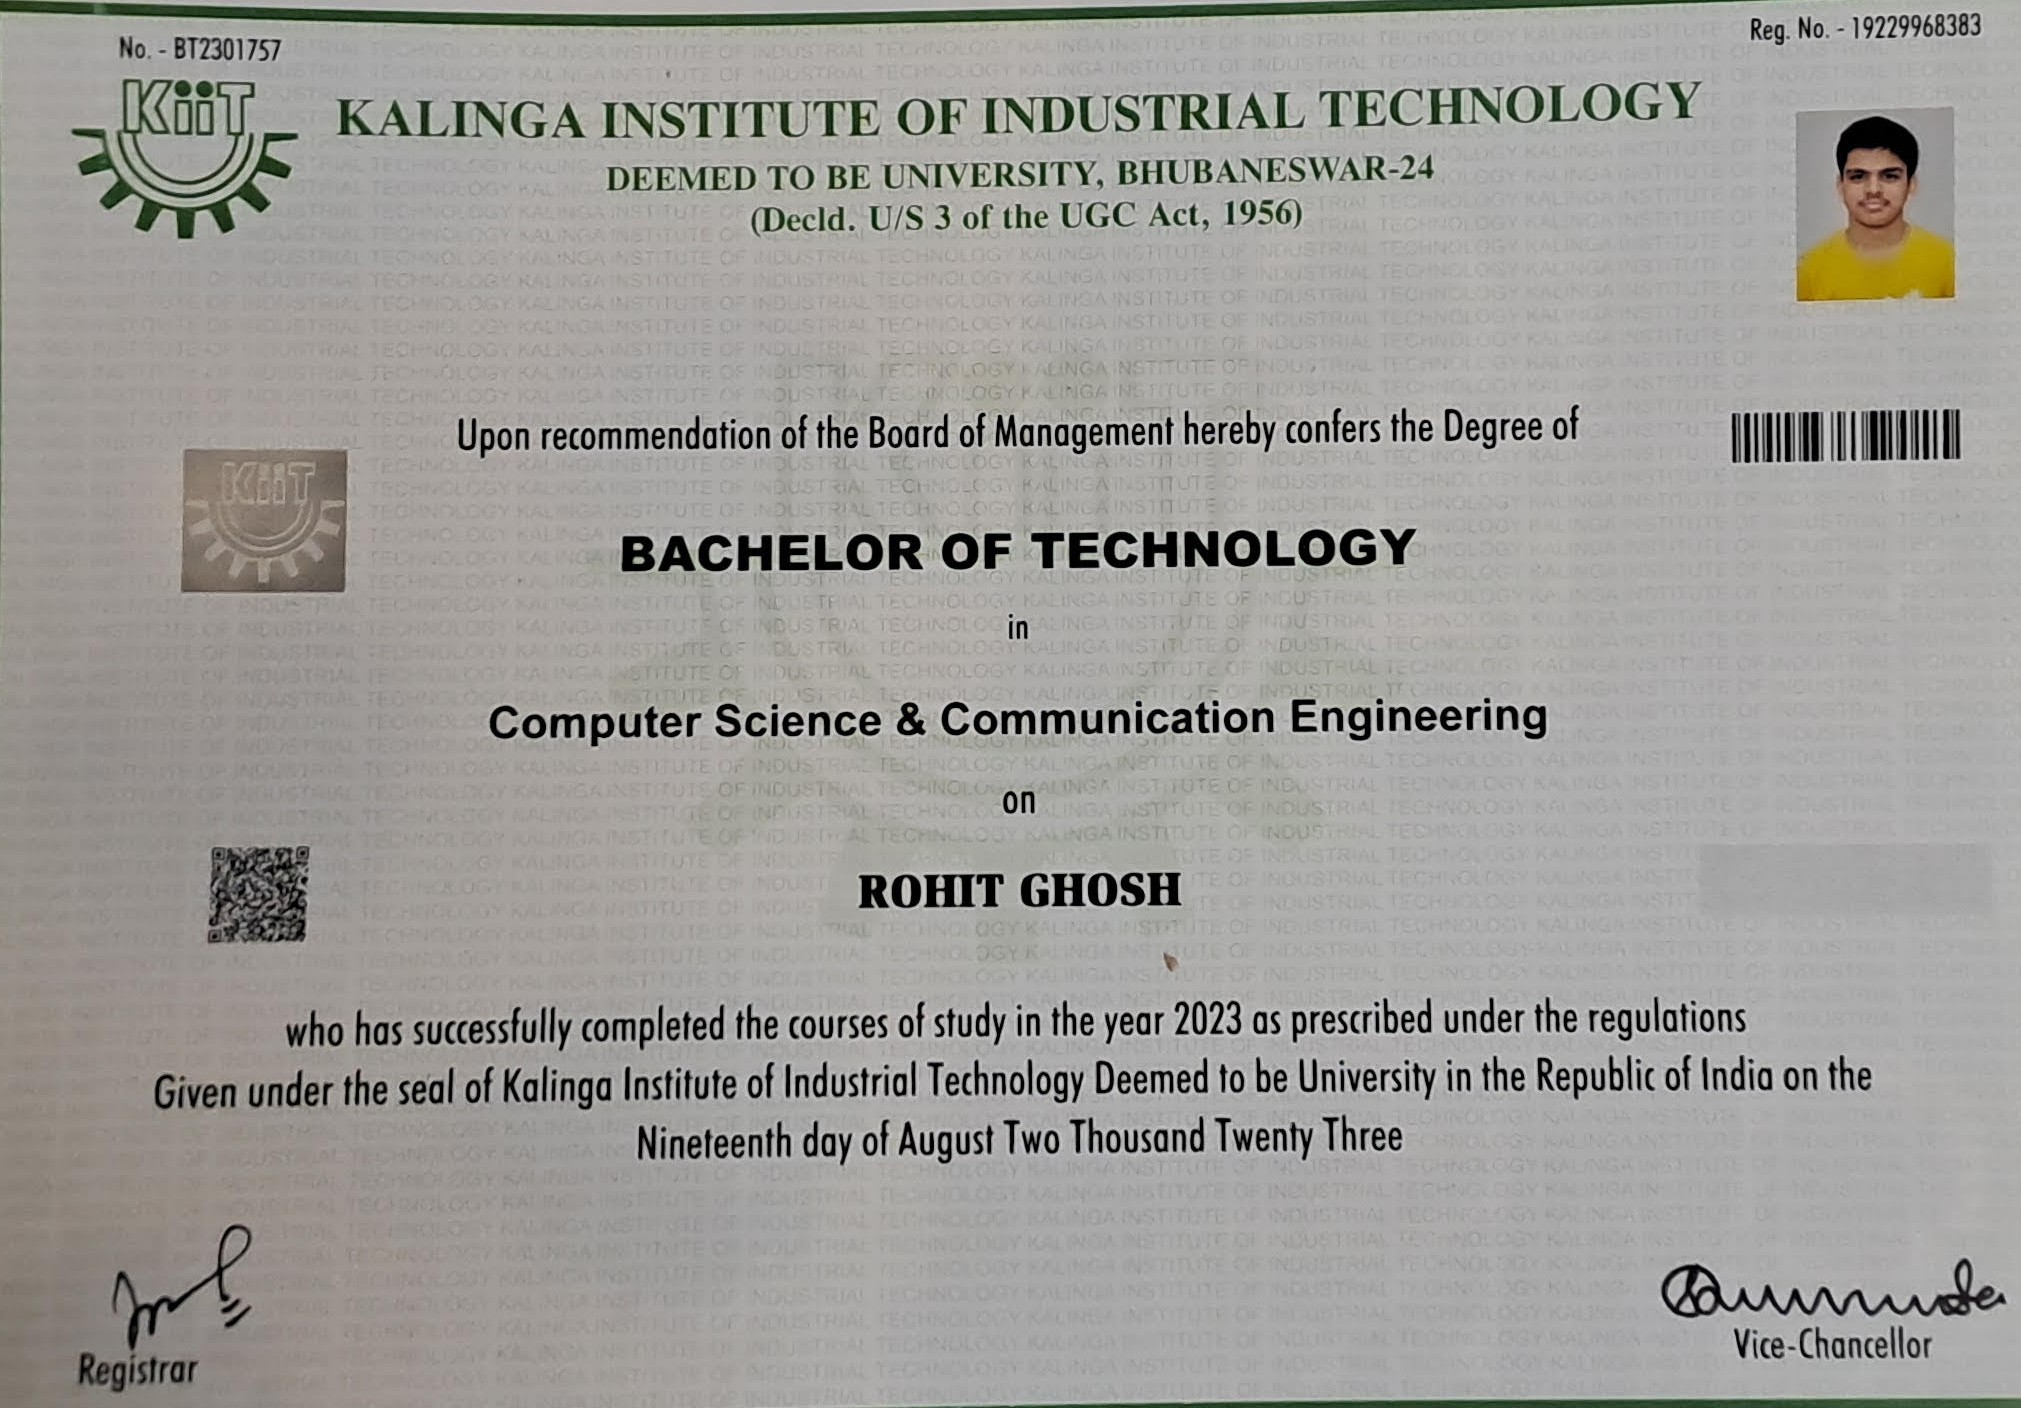 No. - BT2301757
Reg. No. - 19229968383
KiiT
KALINGA INSTITUTE OF INDUSTRIAL TECHNOLOGY
DEEMED TO BE UNIVERSITY, BHUBANESWAR-24
(Decld. U/S 3 of the UGC Act, 1956)
Upon recommendation of the Board of Management hereby confers the Degree of
KiiT
BACHELOR OF TECHNOLOGY
in
Computer Science & Communication Engineering
on
ROHIT GHOSH
who has successfully completed the courses of study in the year 2023 as prescribed under the regulations
Given under the seal of Kalinga Institute of Industrial Technology Deemed to be University in the Republic of India on the
Nineteenth day of August Two Thousand Twenty Three
Registrar
Vice-Chancellor